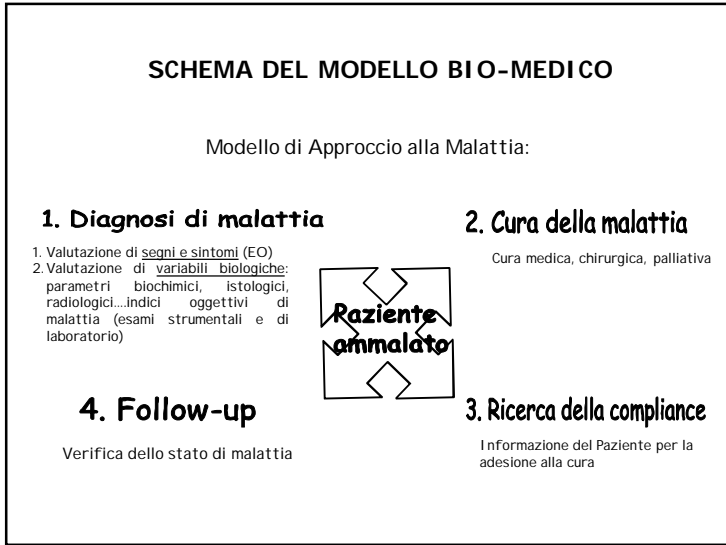 SCHEMA DEL MODELLO BIO-MEDICO
Modello di Approccio alla Malattia:
1. Diagnosi di malattia
1. Valutazione di segni e sintomi (EO)
2. Valutazione di variabili biologiche:
parametri biochimici, istologici,
radiologici....indici oggettivi di
malattia (esami strumentali e di
laboratorio)
2. Cura della malattia
Cura medica, chirurgica, palliativa
Paziente
ammalato
4. Follow-up
Verifica dello stato di malattia
3. Ricerca della compliance
Informazione del Paziente per la
adesione alla cura